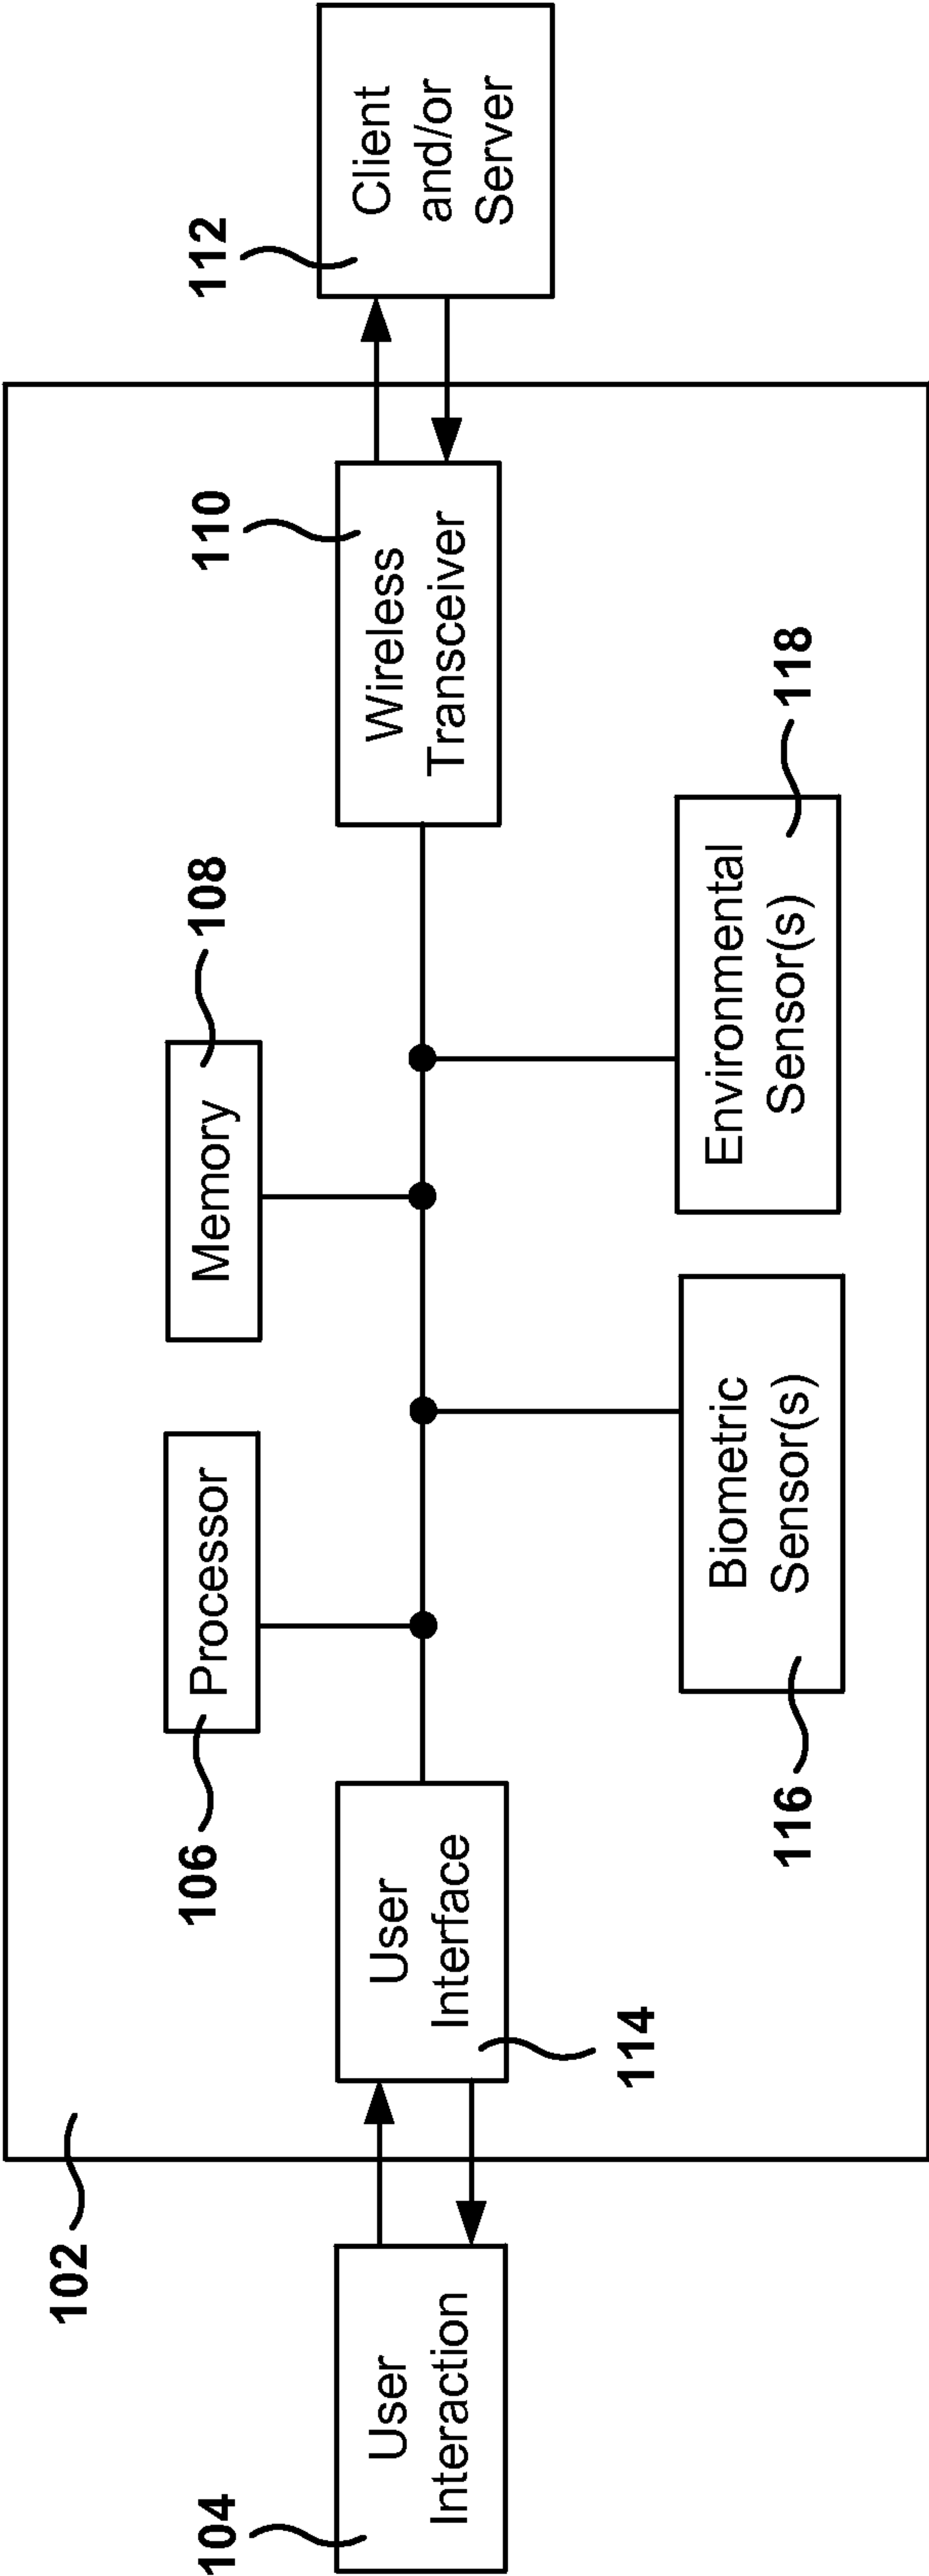 102
104
User
Interaction
User
Interface
114
106
Processor
Memory
108
Wireless
Transceiver
110
112
Client
and/or
Server
Biometric
Sensor(s)
116
Environmental
Sensor(s)
118